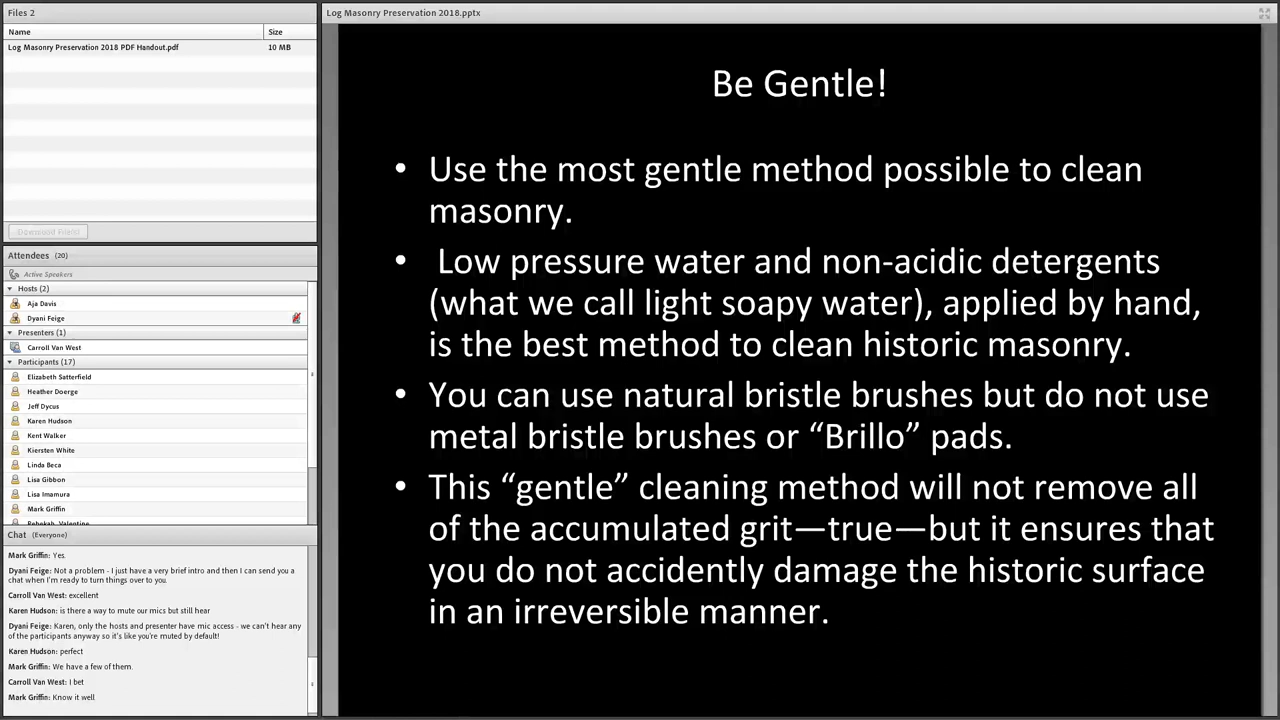 Files 2
Name Size
Log Masonry Preservation 2018 PDF Handout.pdf 10 MB
Download File(s)
Attendees (20)
Active Speakers
Hosts (2)
Aja Davis
Dyani Feige
Presenters (1)
Carroll Van West
Participants (17)
Elizabeth Satterfield
Heather Doerge
Jeff Dycus
Karen Hudson
Kent Walker
Kiersten White
Linda Beca
Lisa Gibbon
Lisa Imamura
Mark Griffin
Rebekah Valentine
Chat (Everyone)
Mark Griffin: Yes.
Dyani Feige: Not a problem - I just have a very brief intro and then I can send you a
chat when I'm ready to turn things over to you.
Carroll Van West: excellent
Karen Hudson: is there a way to mute our mics but still hear
Dyani Feige: Karen, only the hosts and presenter have mic access - we can't hear any
of the participants anyway so it's like you're muted by default!
Karen Hudson: perfect
Mark Griffin: We have a few of them.
Carroll Van West: I bet
Mark Griffin: Know it well
Log Masonry Preservation 2018.pptx
Be Gentle!
• Use the most gentle method possible to clean
masonry.
• Low pressure water and non-acidic detergents
(what we call light soapy water), applied by hand,
is the best method to clean historic masonry.
• You can use natural bristle brushes but do not use
metal bristle brushes or “Brillo” pads.
• This “gentle” cleaning method will not remove all
of the accumulated grit—true—but it ensures that
you do not accidently damage the historic surface
in an irreversible manner.